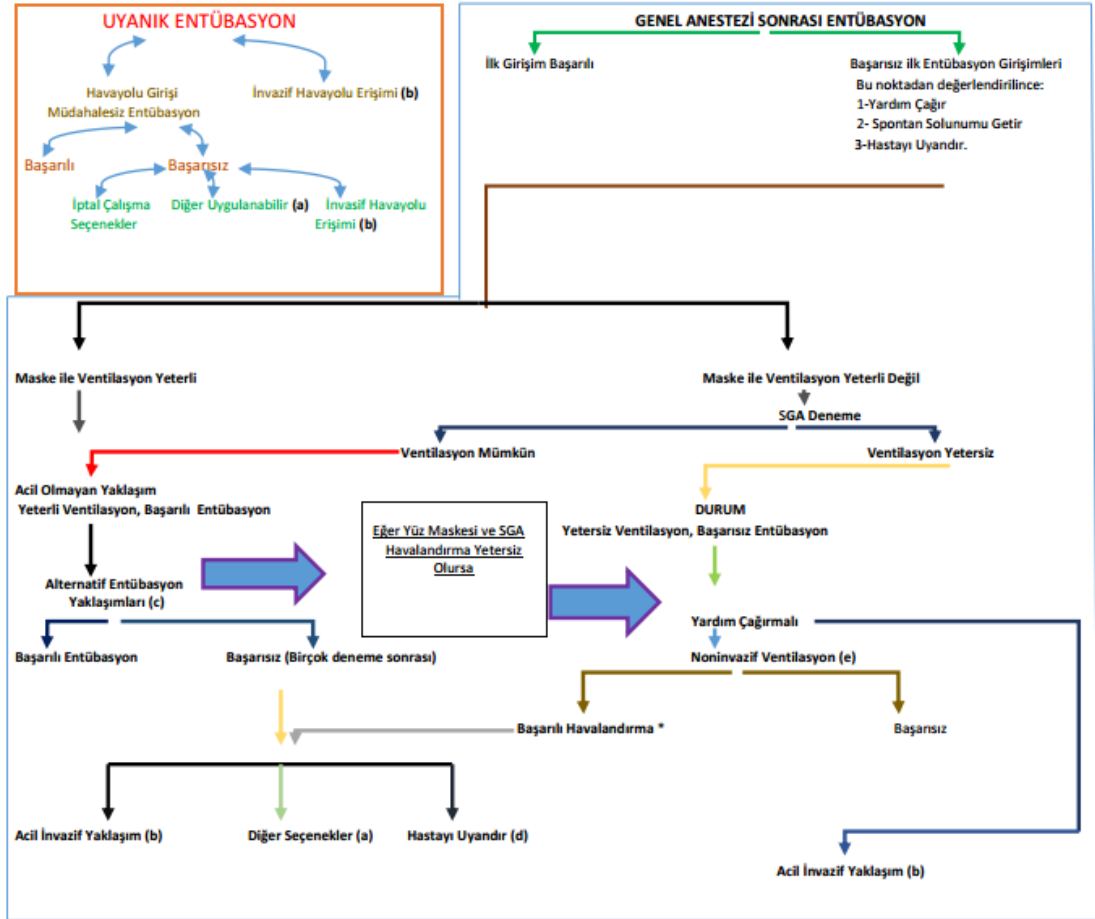 UYANIK ENTÜBASYON
Havayolu Girişi
Müdahalesiz Entübasyon
İnvazif Havayolu Erişimi (b)
Başarılı
Başarısız
İptal Çalışma
Seçenekler
Diğer Uygulanabilir (a)
İnvasif Havayolu
Erişimi (b)
GENEL ANESTEZİ SONRASI ENTÜBASYON
İlk Girişim Başarılı
Başarısız ilk Entübasyon Girişimleri
Bu noktadan değerlendirilince:
1-Yardım Çağır
2- Spontan Solunumu Getir
3-Hastayı Uyandır.
Maske ile Ventilasyon Yeterli
Maske ile Ventilasyon Yeterli Değil
SGA Deneme
Ventilasyon Mümkün
Ventilasyon Yetersiz
Acil Olmayan Yaklaşım
Yeterli Ventilasyon, Başarılı Entübasyon
DURUM
Yetersiz Ventilasyon, Başarısız Entübasyon
Eğer Yüz Maskesi ve SGA
Havalandırma Yetersiz
Olursa
Alternatif Entübasyon
Yaklaşımları (c)
Yardım Çağırmalı
Başarılı Entübasyon
Başarısız (Birçok deneme sonrası)
Noninvazif Ventilasyon (e)
Başarılı Havalandırma *
Başarısız
Acil İnvazif Yaklaşım (b)
Diğer Seçenekler (a)
Hastayı Uyandır (d)
Acil İnvazif Yaklaşım (b)